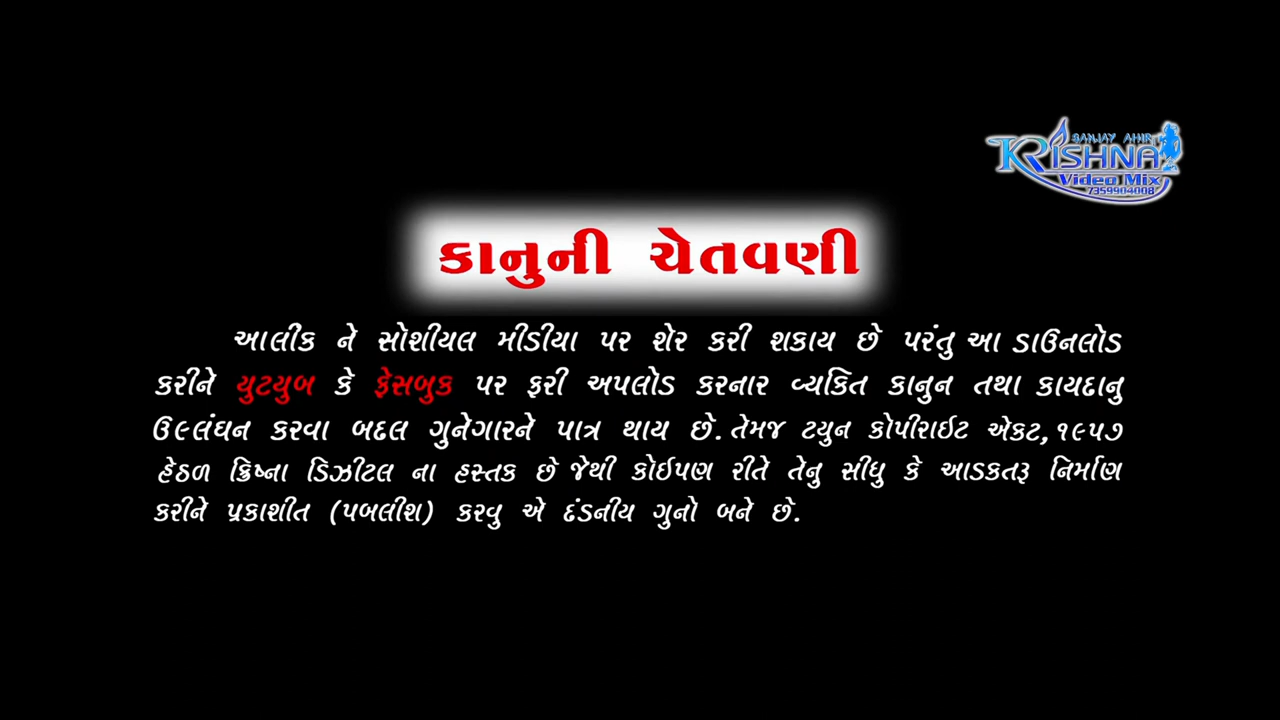 SANJAY AHIR
KRISHNA
Video Mix
7359904008
કાનુની ચેતવણી
આલીક ને સોશીયલ મીડીયા પર શેર કરી શકાય છે પરંતુ આ ડાઉનલોડ
કરીને યુટયુબ કે ફેસબુક પર ફરી અપલોડ કરનાર વ્યકિત કાનુન તથા કાયદાનુ
ઉલ્લંઘન કરવા બદલ ગુનેગારને પાત્ર થાય છે. તેમજ ટયુન કોપીરાઈટ એકટ,૧૯૫૭
હેઠળ ક્રિષ્ના ડિઝીટલ ના હસ્તક છે જેથી કોઇપણ રીતે તેનુ સીધુ કે આડકતરૂ નિર્માણ
કરીને પ્રકાશીત (પબલીશ) કરવુ એ દંડનીય ગુનો બને છે.